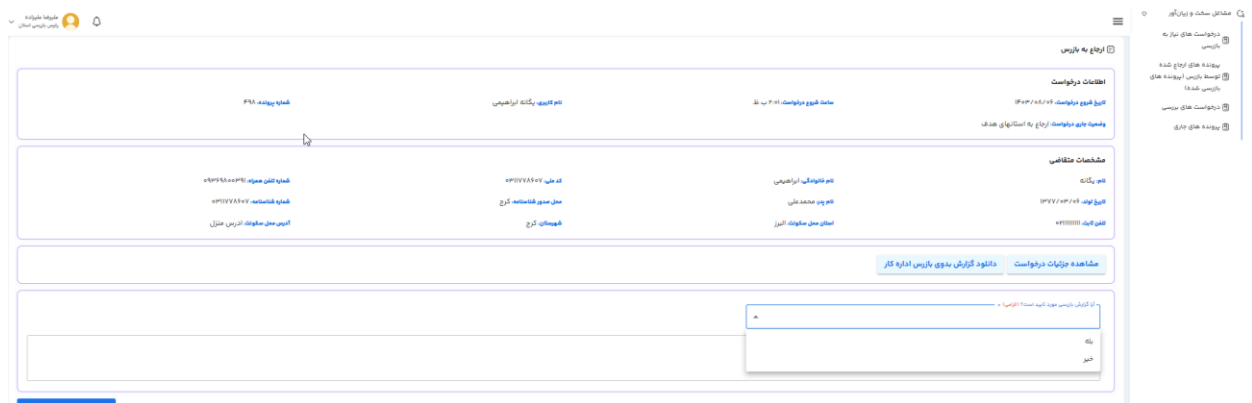 علیرضا علیزاده
رئیس بازرسی استان
مشاغل سخت و زیان‌آور
درخواست های نیاز به
بازرسی
پرونده های ارجاع شده
توسط بازرس (پرونده های
بازرسی شده)
درخواست های بررسی
پرونده های جاری
ارجاع به بازرس
اطلاعات درخواست
تاریخ شروع درخواست: ۱۴۰۳/۰۸/۰۶
ساعت شروع درخواست: ۲:۰۱ ب.ظ.
نام کاربری: یگانه ابراهیمی
شماره پرونده: ۴۹۸
وضعیت جاری درخواست: ارجاع به استانهای هدف
مشخصات متقاضی
نام: یگانه
نام خانوادگی: ابراهیمی
کد ملی: ۰۳۱۱۷۷۸۶۰۷
شماره تلفن همراه: ۰۹۳۶۹۸۰۰۳۹۱
تاریخ تولد: ۱۳۷۷/۰۳/۰۶
نام پدر: محمدعلی
محل صدور شناسنامه: کرج
شماره شناسنامه: ۰۳۱۱۷۷۸۶۰۷
تلفن ثابت: ۰۲۱۱۱۱۱۱۱۱
استان محل سکونت: البرز
شهرستان: کرج
آدرس محل سکونت: ادرس منزل
مشاهده جزئیات درخواست
دانلود گزارش بدوی بازرس اداره کار
آیا گزارش بازرسی مورد تایید است؟ (الزامی)
بله
خیر